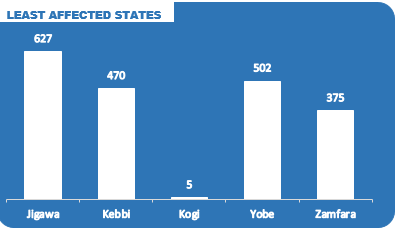 LEAST AFFECTED STATES
627
470
5
502
375
Jigawa Kebbi Kogi Yobe Zamfara